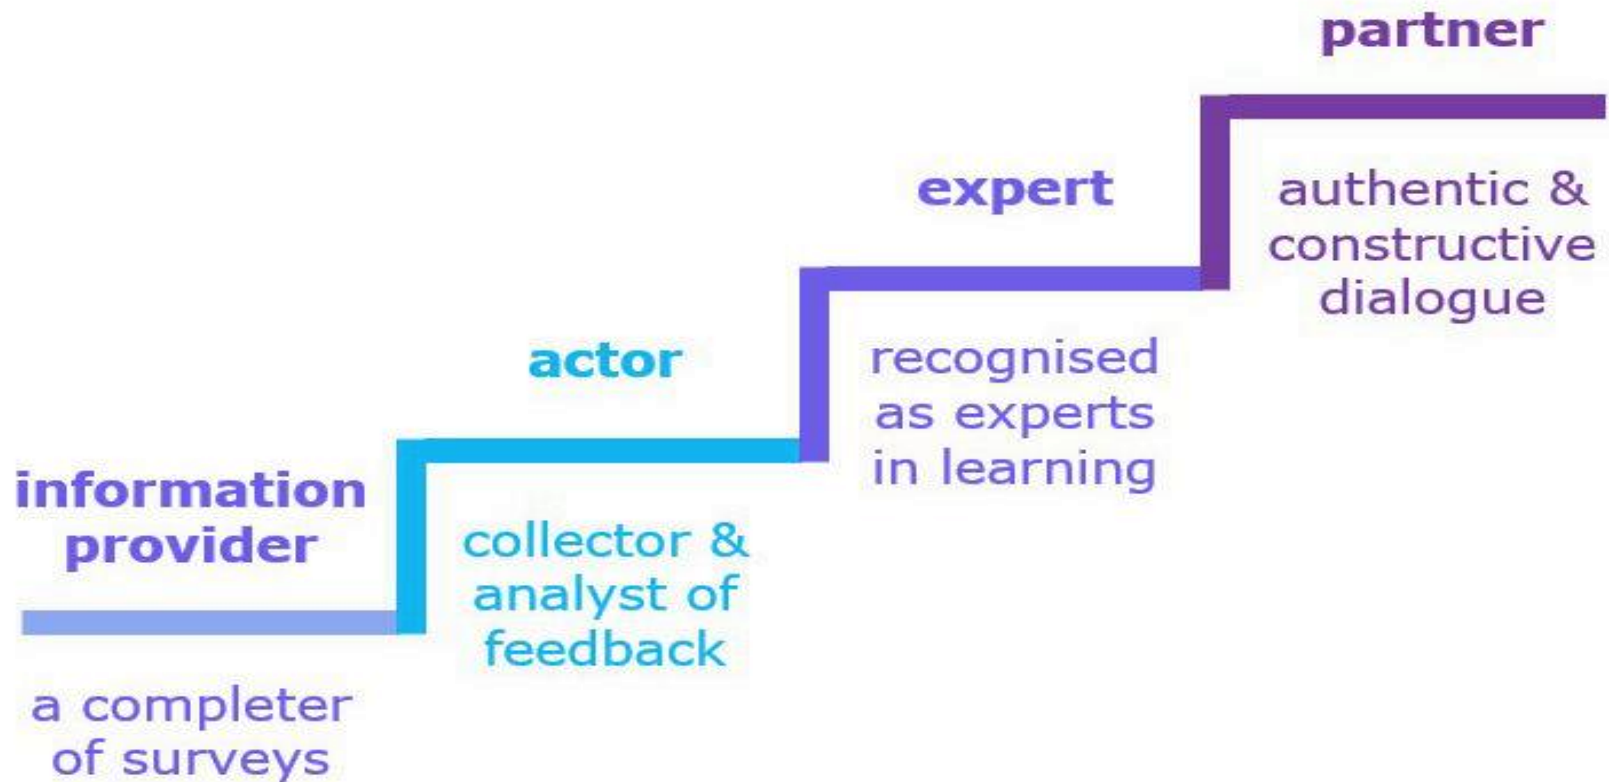 information
provider
a completer
of surveys
actor
collector &
analyst of
feedback
expert
recognised
as experts
in learning
partner
authentic &
constructive
dialogue